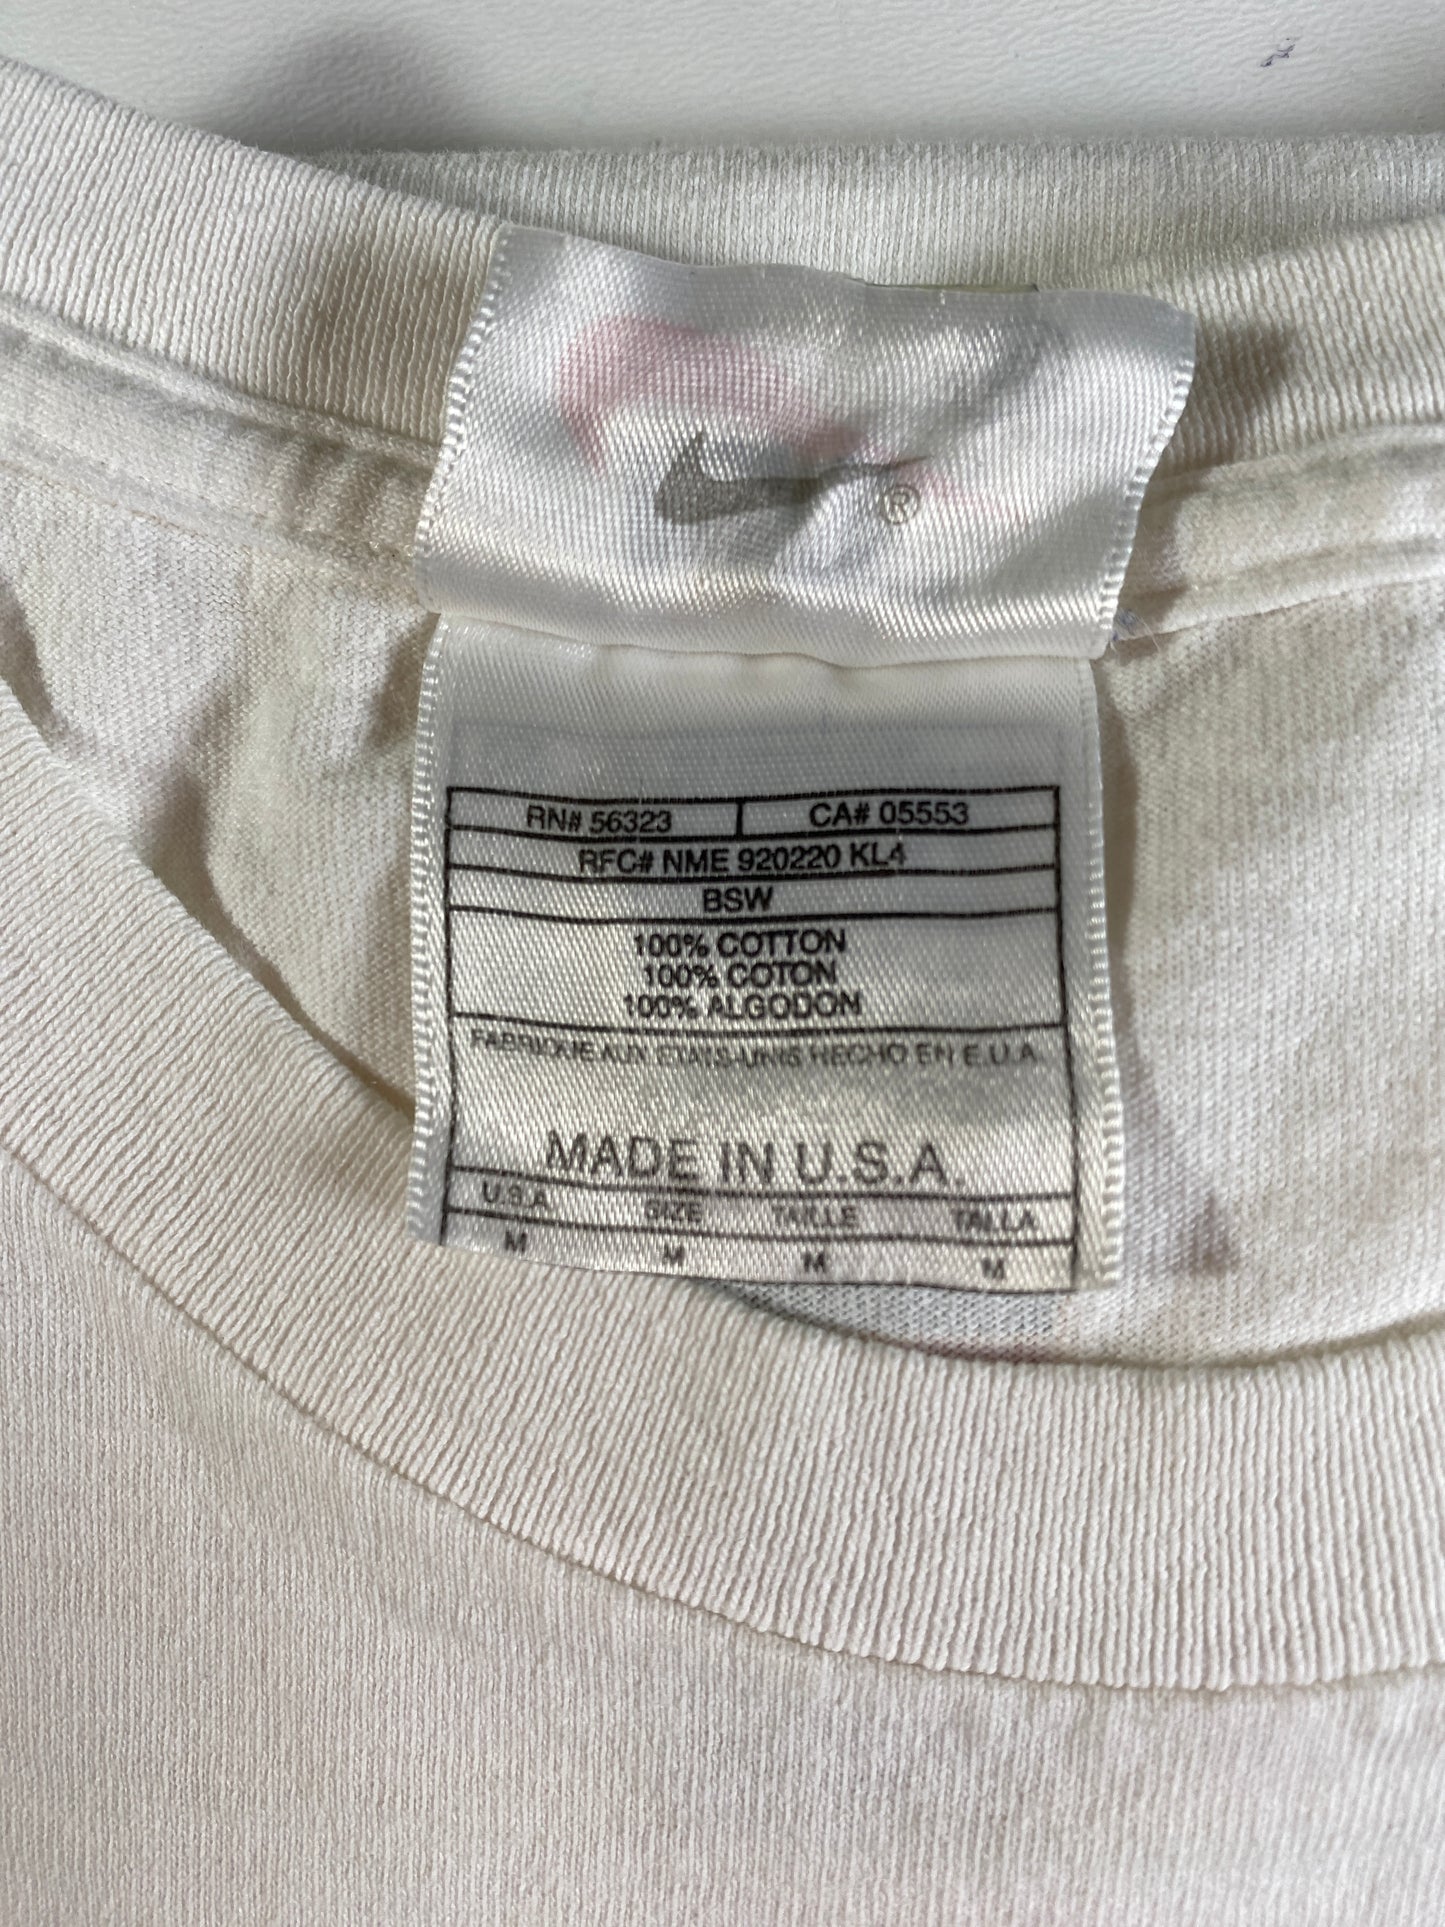 ®
RN# 56323 CA# 05553
RFC# NME 920220 KL4
BSW
100% COTTON
100% COTON
100% ALGODON
FABRIQUE AUX ETATS-UNIS HECHO EN E.U.A.
MADE IN U.S.A.
U.S.A SIZE TAILLE TALLA
M M M M